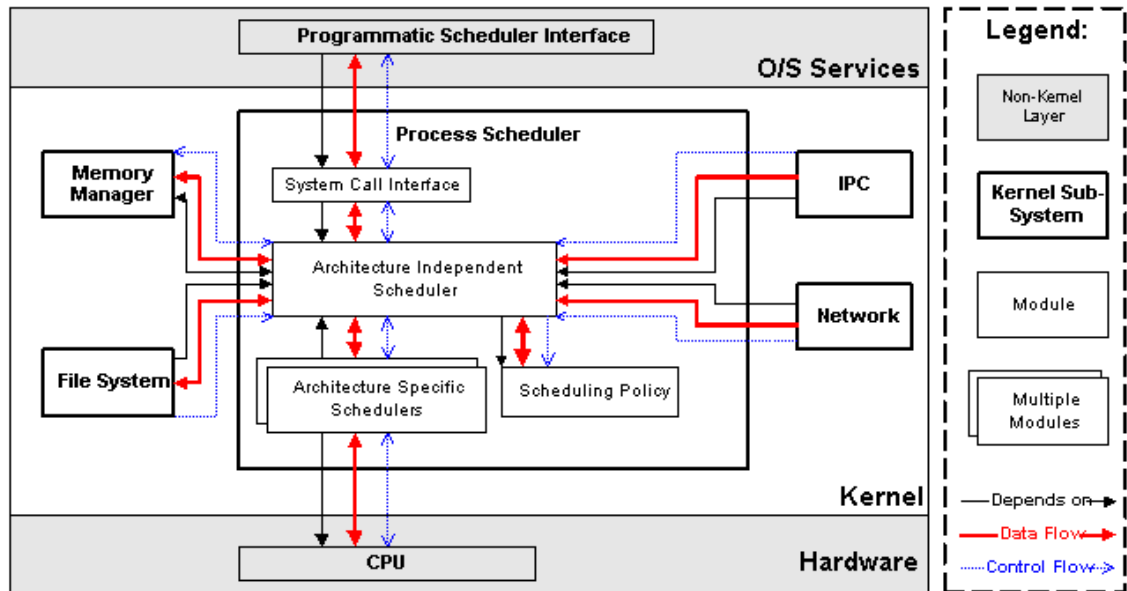 Programmatic Scheduler Interface
O/S Services
Process Scheduler
Memory
Manager
System Call Interface
IPC
Architecture Independent
Scheduler
Network
File System
Architecture Specific
Schedulers
Scheduling Policy
Kernel
CPU
Hardware
Legend:
Non-Kernel
Layer
Kernel Sub-
System
Module
Multiple
Modules
Depends on
Data Flow
Control Flow